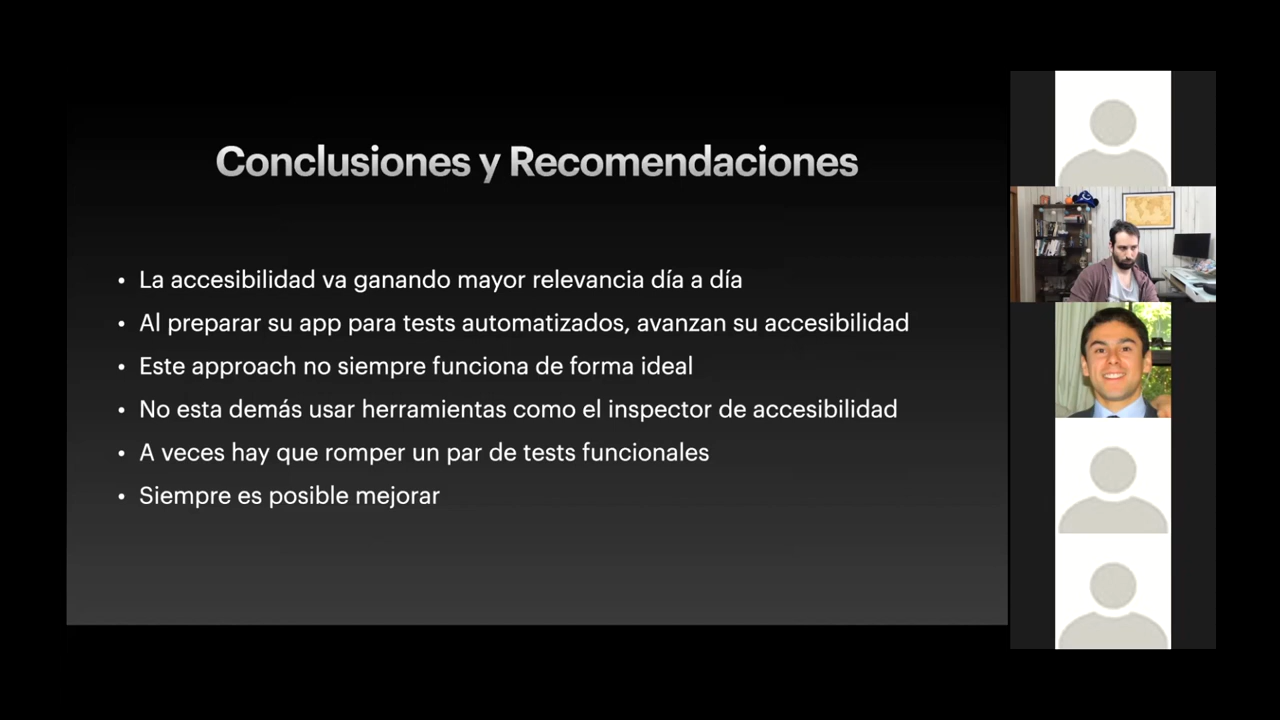 Conclusiones y Recomendaciones
• La accesibilidad va ganando mayor relevancia día a día
• Al preparar su app para tests automatizados, avanzan su accesibilidad
• Este approach no siempre funciona de forma ideal
• No esta demás usar herramientas como el inspector de accesibilidad
• A veces hay que romper un par de tests funcionales
• Siempre es posible mejorar